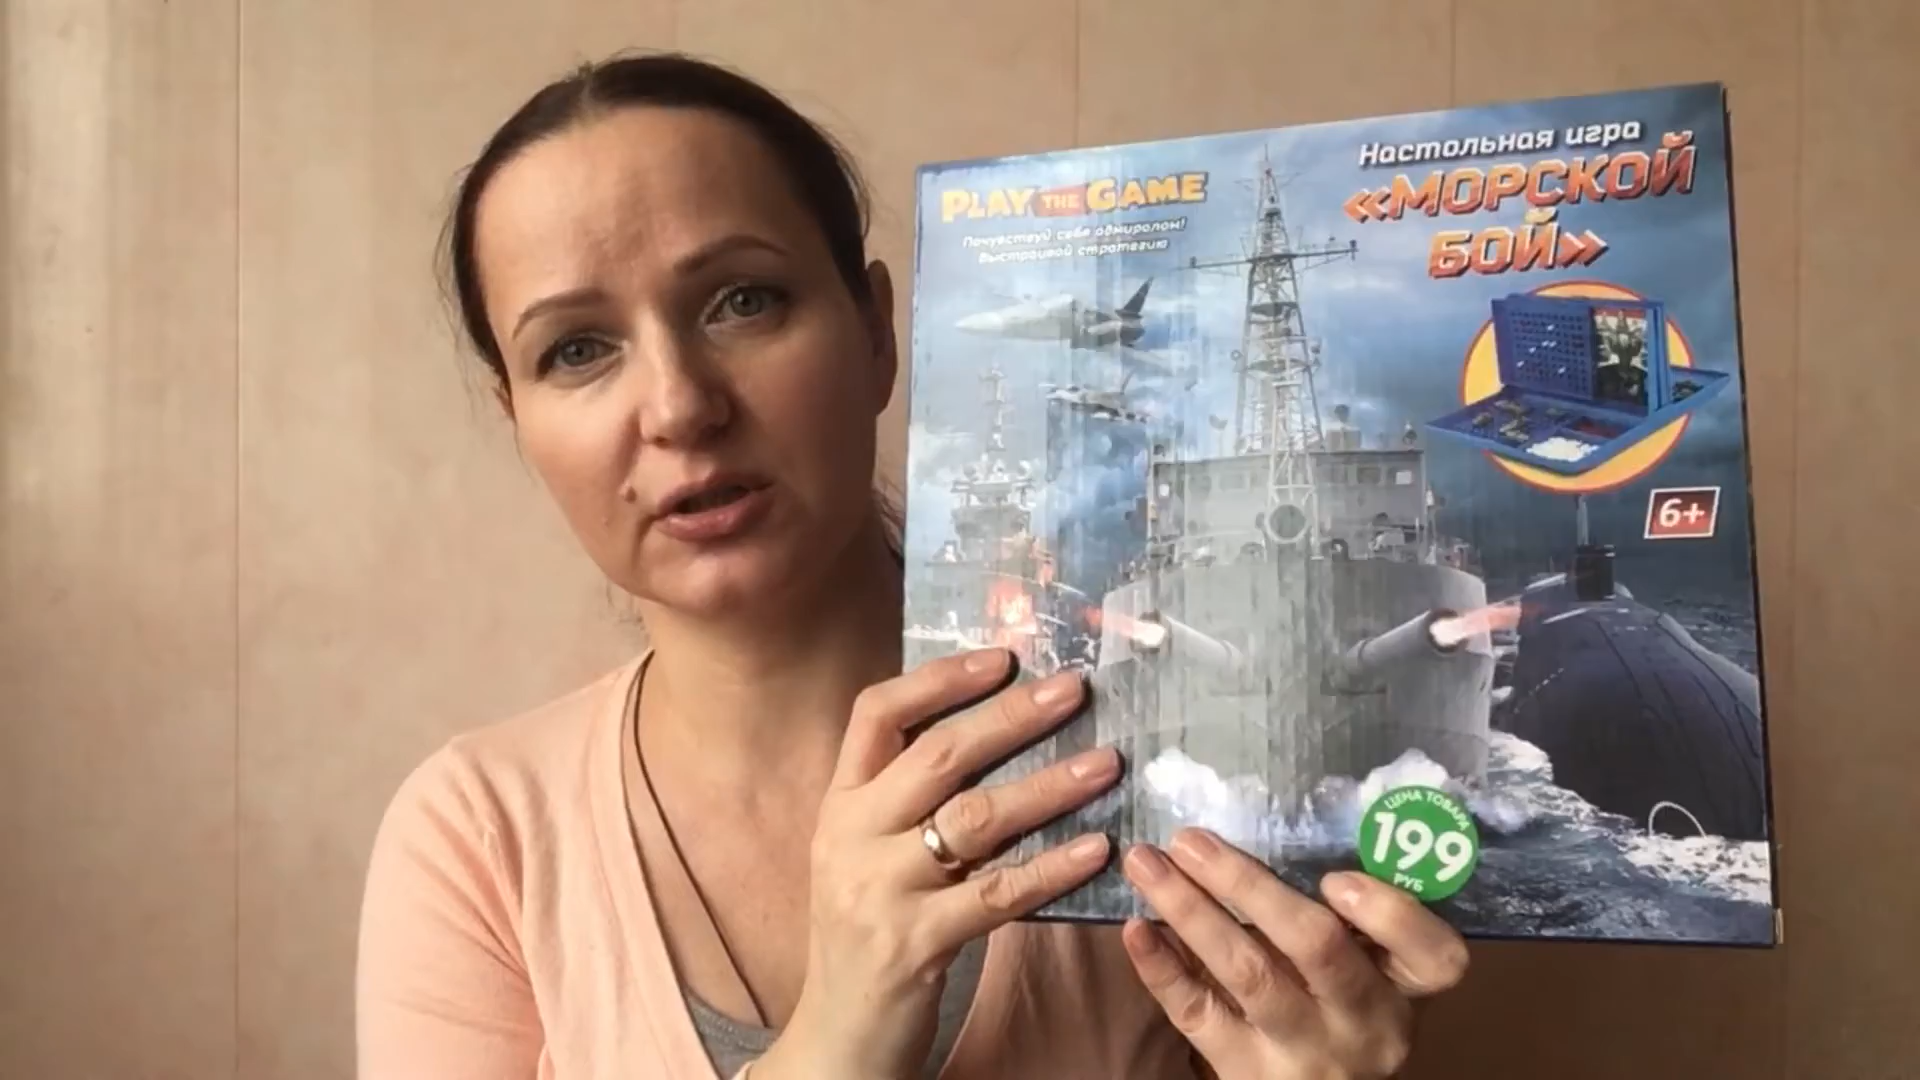 PLAY THE GAME
Почувствуй себя адмиралом!
Выстраивай стратегию
Настольная игра
«МОРСКОЙ
БОЙ»
6+
ЦЕНА ТОВАРА
199
РУБ